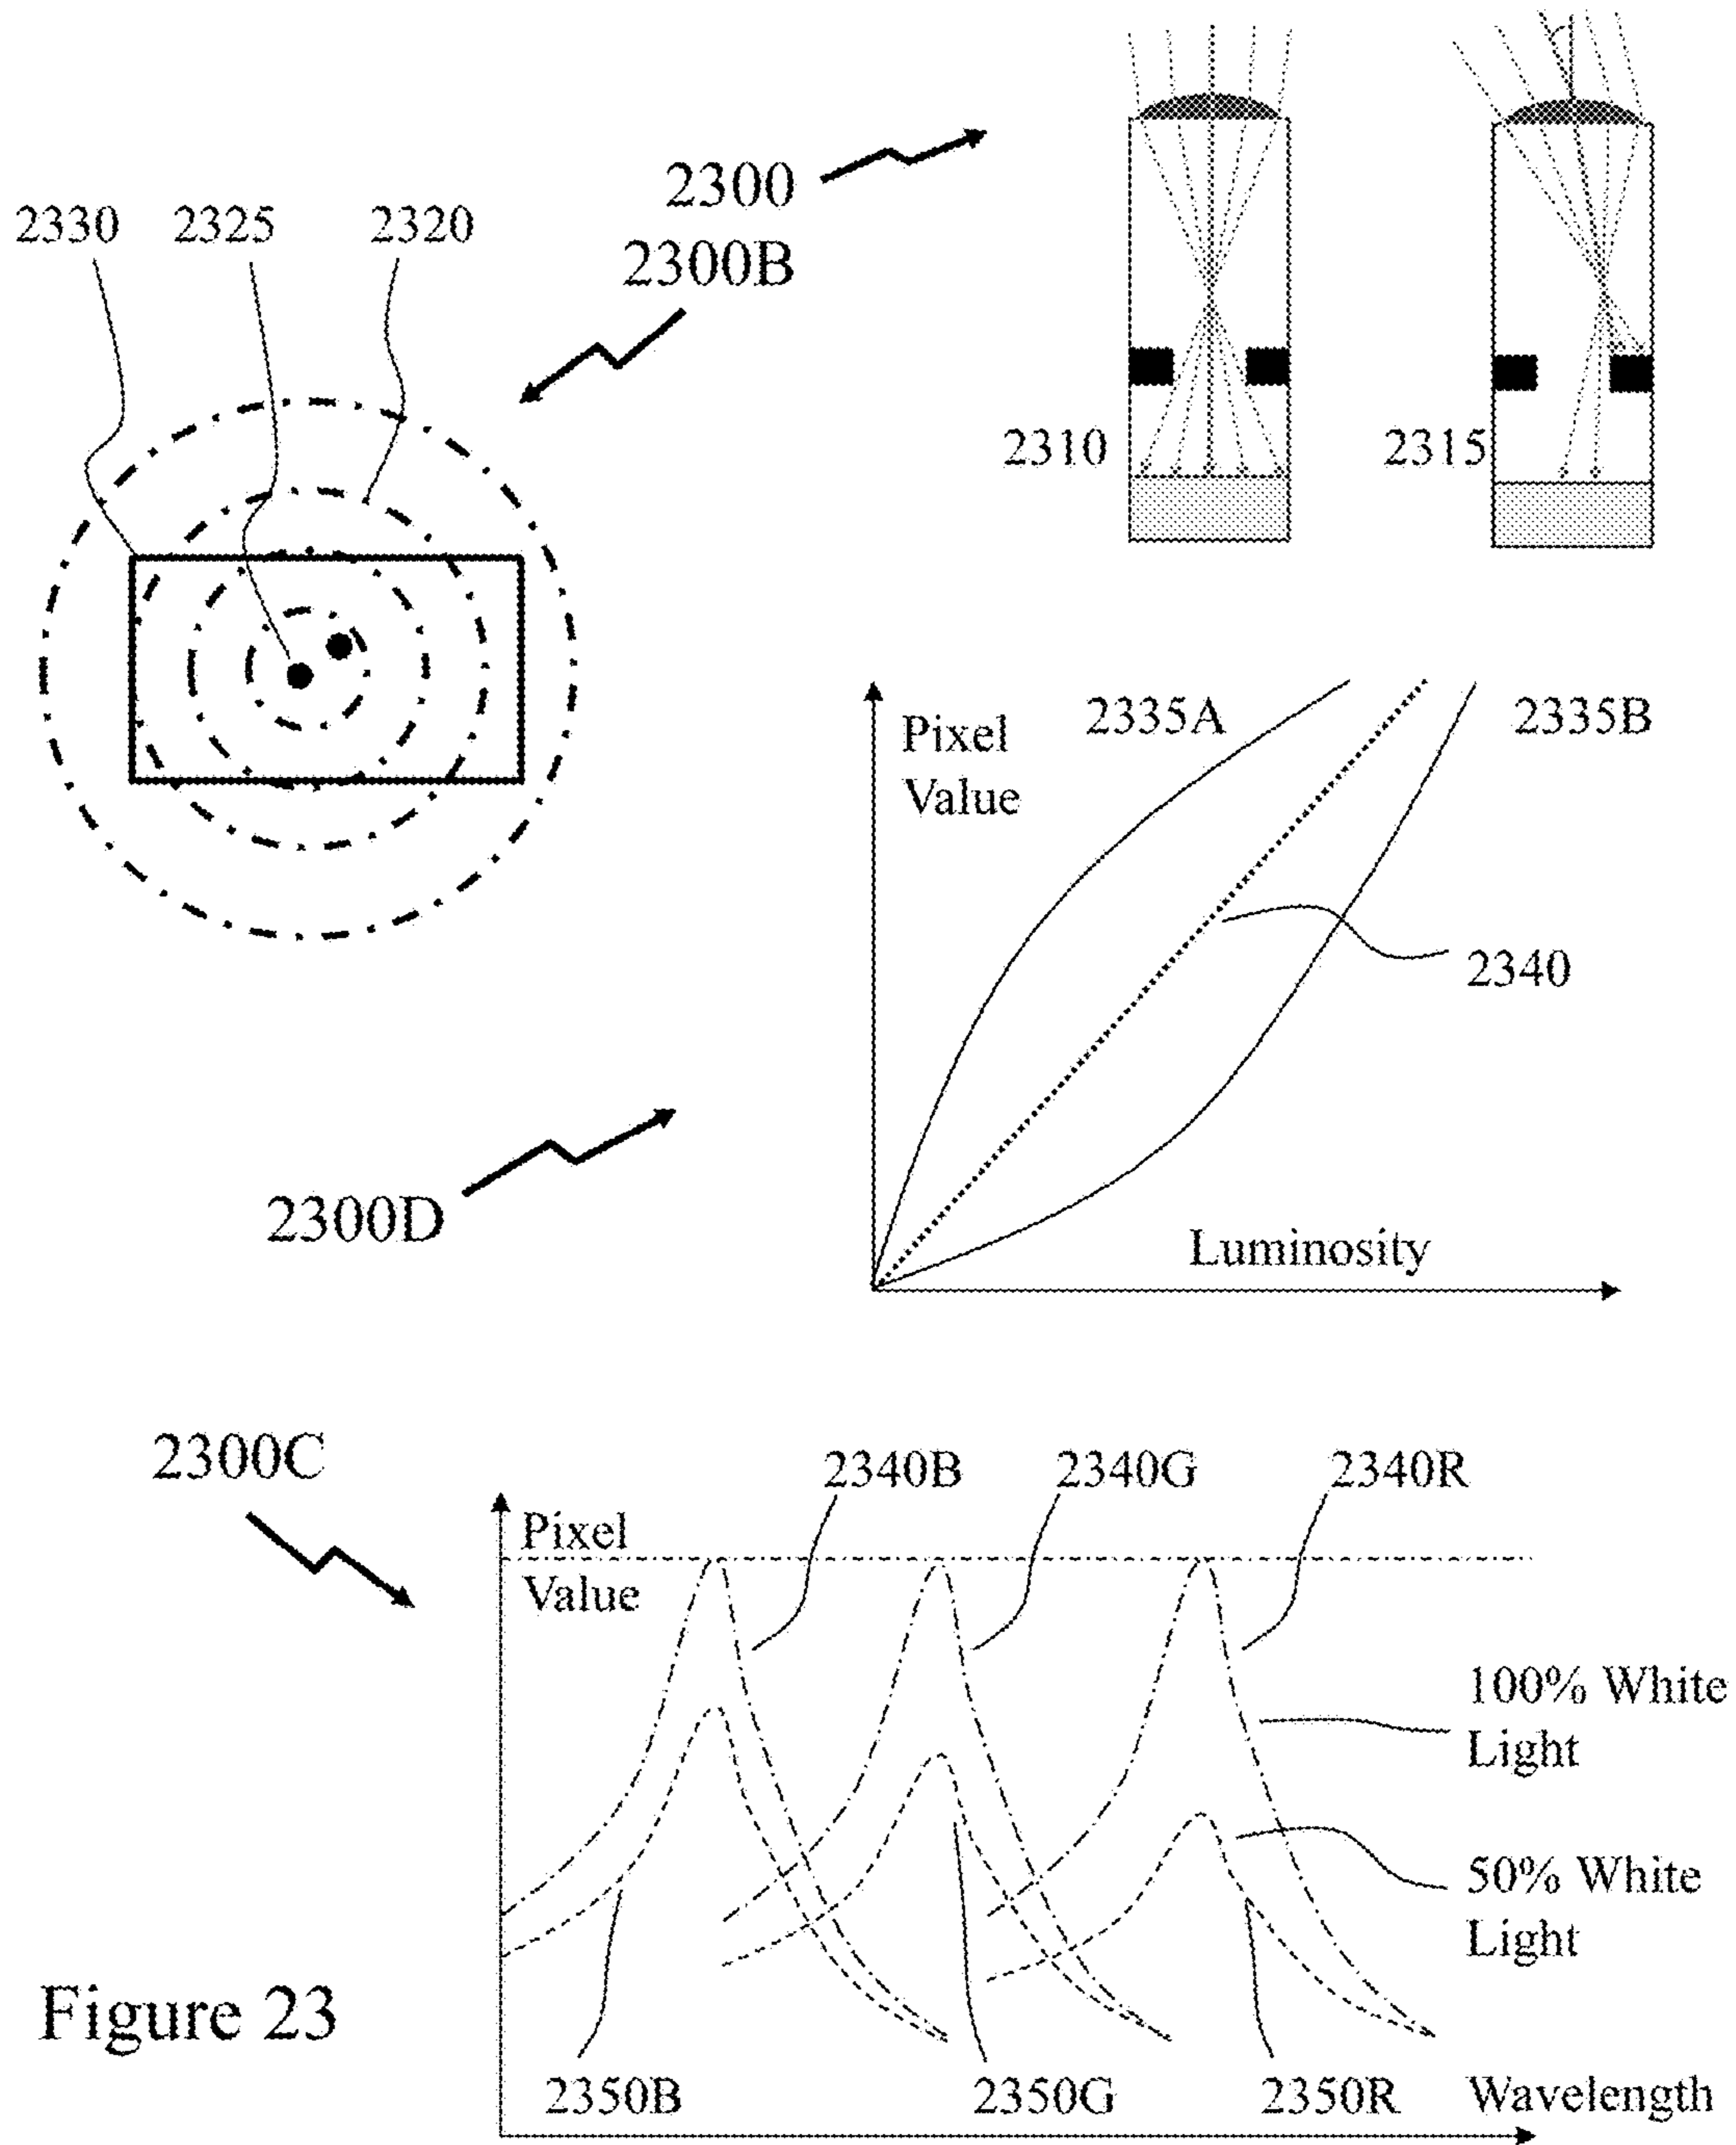 2300
2300B
2330
2325
2320
2310
2315
Pixel
Value
2335A
2335B
2340
2300D
Luminosity
2300C
2340B
2340G
2340R
Pixel
Value
100% White
Light
50% White
Light
2350B
2350G
2350R
Wavelength
Figure 23